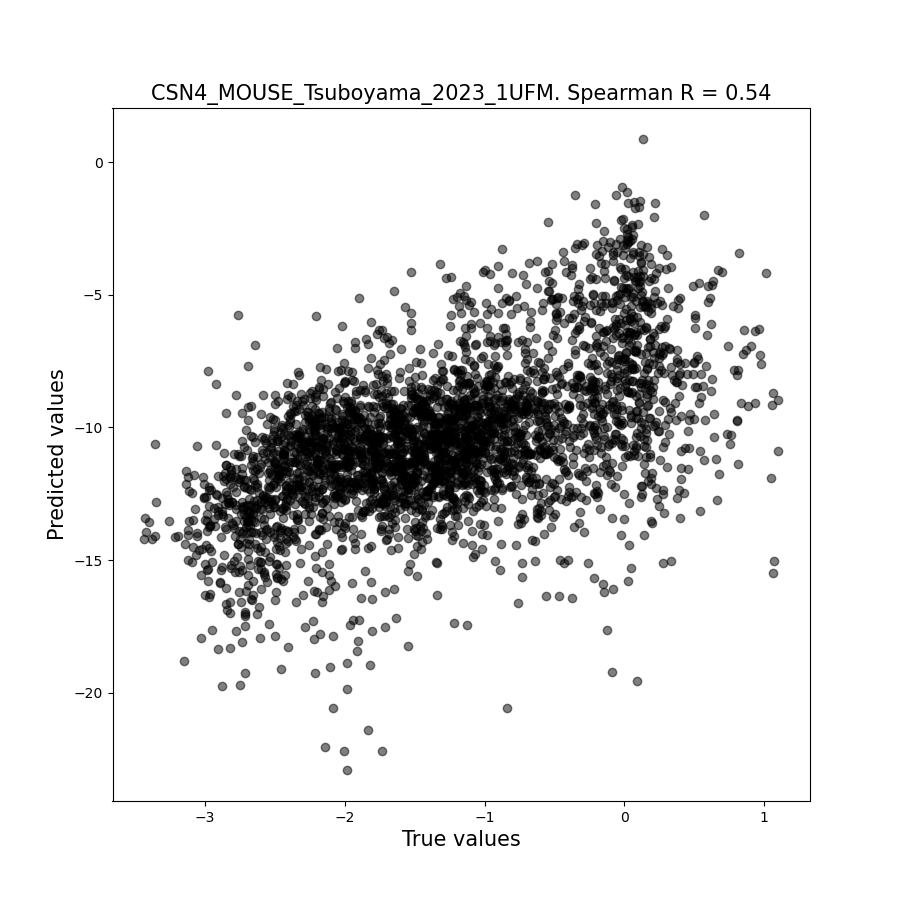 CSN4_MOUSE_Tsuboyama_2023_1UFM. Spearman R = 0.54
0
−5
−10
−15
−20
Predicted values
−3 −2 −1 0 1
True values